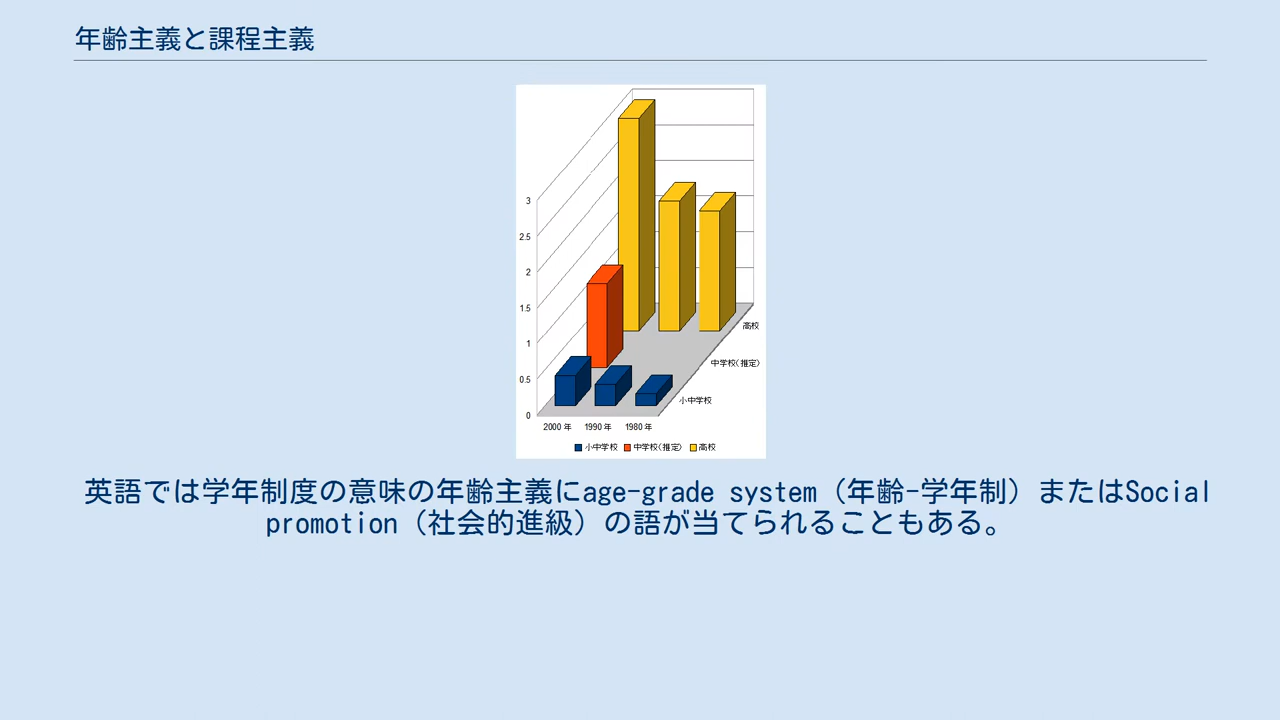 年齢主義と課程主義
3
2.5
2
1.5
1
0.5
0
高校
中学校(推定)
小中学校
2000 年 1990 年 1980 年
小中学校 中学校(推定) 高校
英語では学年制度の意味の年齢主義にage-grade system（年齢-学年制）またはSocial
promotion（社会的進級）の語が当てられることもある。